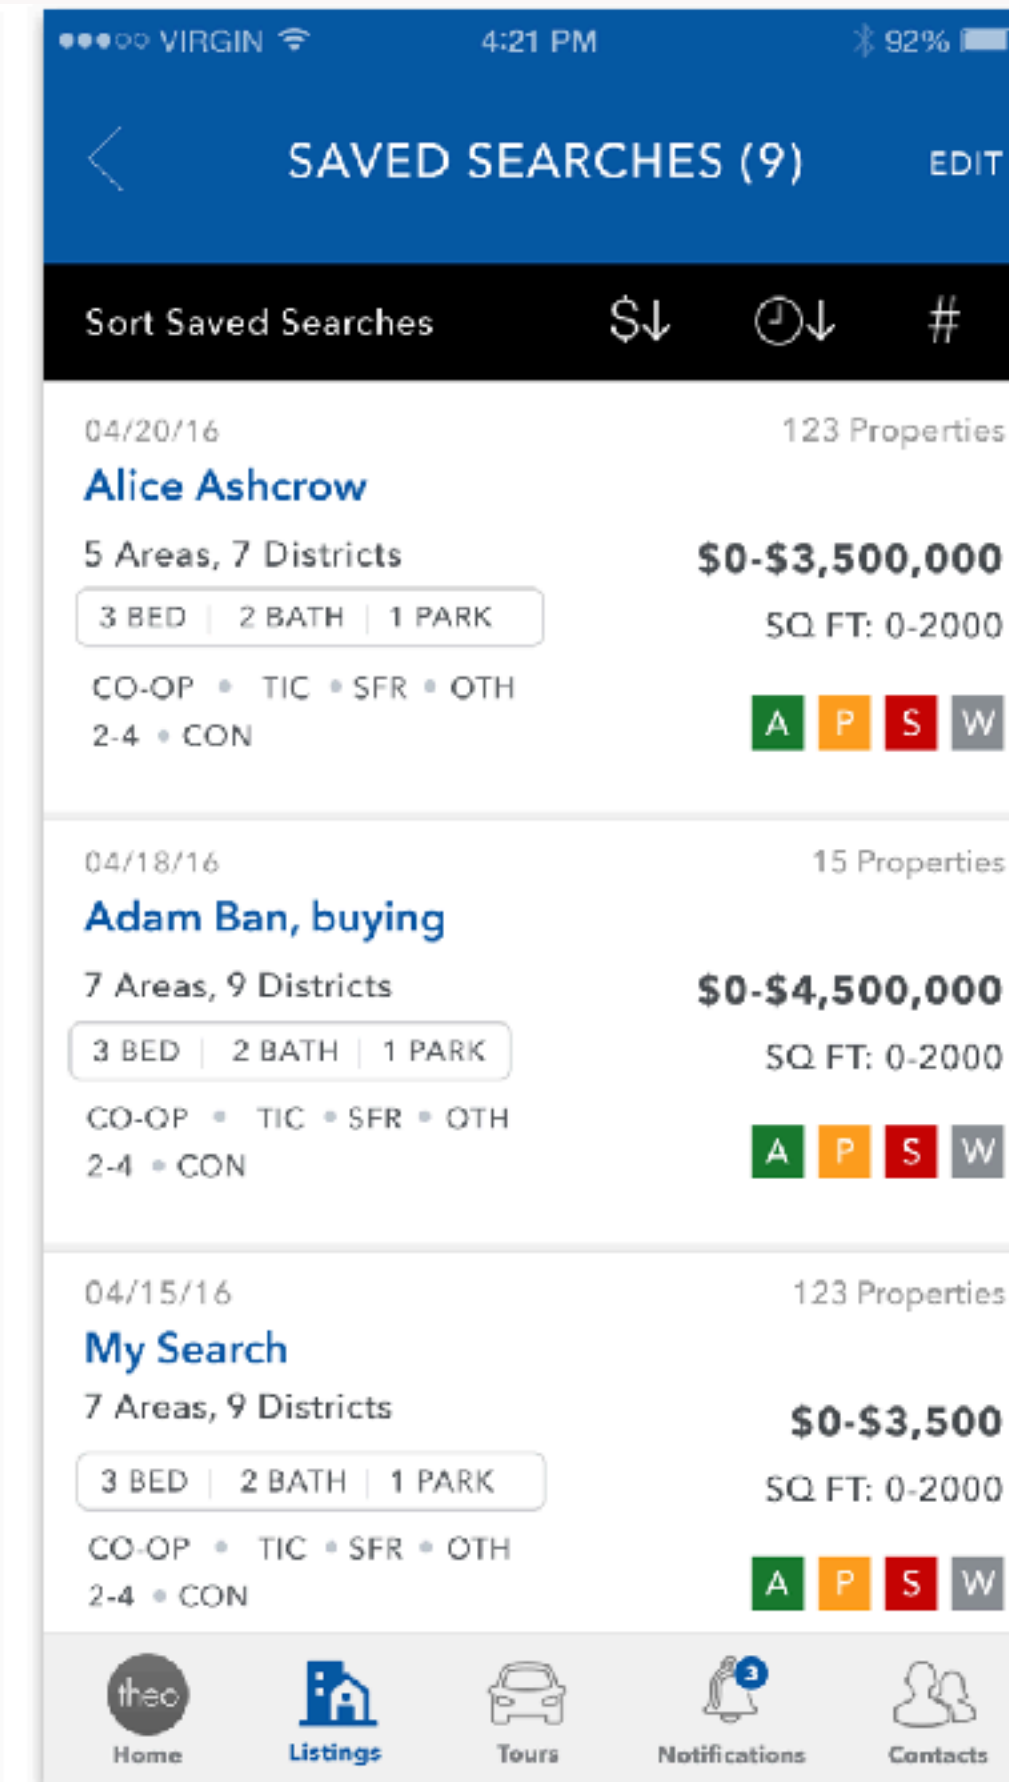 VIRGIN 4:21 PM 92%
SAVED SEARCHES (9) EDIT
Sort Saved Searches $↓ ↓ #
04/20/16 123 Properties
Alice Ashcrow
5 Areas, 7 Districts $0-$3,500,000
3 BED | 2 BATH | 1 PARK SQ FT: 0-2000
CO-OP • TIC • SFR • OTH
2-4 • CON A P S W
04/18/16 15 Properties
Adam Ban, buying
7 Areas, 9 Districts $0-$4,500,000
3 BED | 2 BATH | 1 PARK SQ FT: 0-2000
CO-OP • TIC • SFR • OTH
2-4 • CON A P S W
04/15/16 123 Properties
My Search
7 Areas, 9 Districts $0-$3,500
3 BED | 2 BATH | 1 PARK SQ FT: 0-2000
CO-OP • TIC • SFR • OTH
2-4 • CON A P S W
theo 3
Home Listings Tours Notifications Contacts